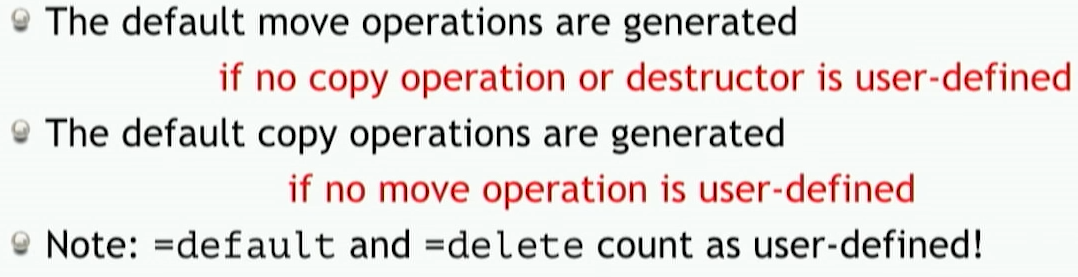 The default move operations are generated
if no copy operation or destructor is user-defined
The default copy operations are generated
if no move operation is user-defined
Note: =default and =delete count as user-defined!